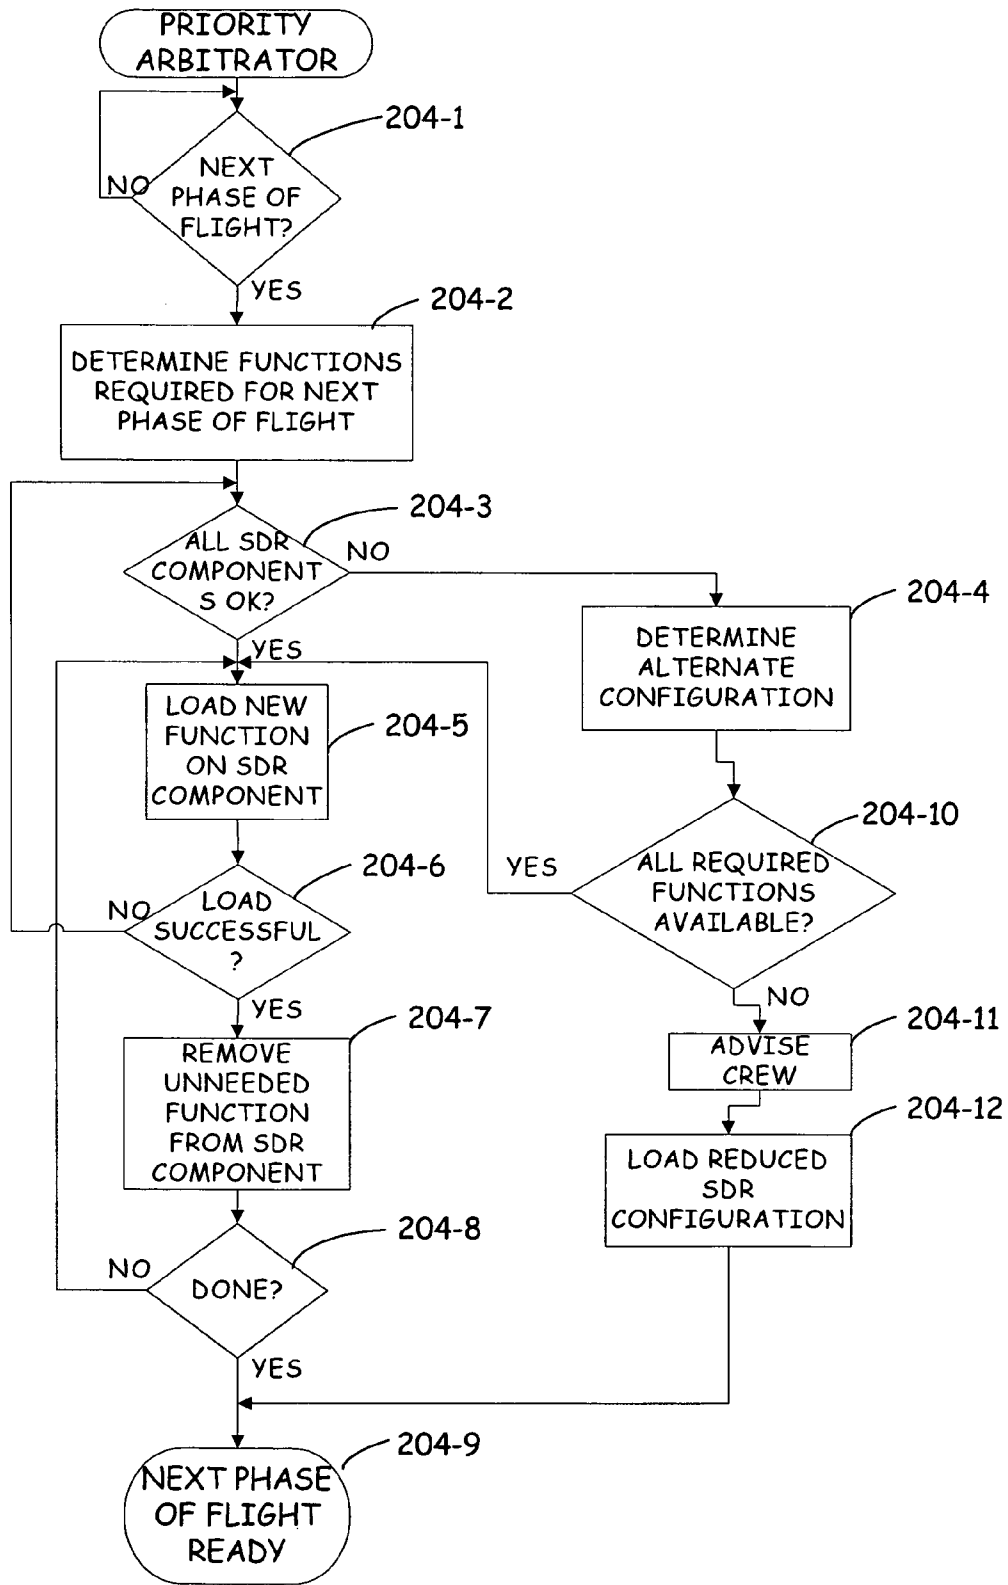 PRIORITY
ARBITRATOR
204-1
NEXT
PHASE OF
FLIGHT?
NO
YES
204-2
DETERMINE FUNCTIONS
REQUIRED FOR NEXT
PHASE OF FLIGHT
204-3
ALL SDR
COMPONENT
S OK?
NO
YES
204-4
DETERMINE
ALTERNATE
CONFIGURATION
LOAD NEW
FUNCTION
ON SDR
COMPONENT
204-5
204-10
ALL REQUIRED
FUNCTIONS
AVAILABLE?
YES
NO
204-6
LOAD
SUCCESSFUL
?
NO
YES
204-7
REMOVE
UNNEEDED
FUNCTION
FROM SDR
COMPONENT
204-11
ADVISE
CREW
204-12
LOAD REDUCED
SDR
CONFIGURATION
204-8
DONE?
NO
YES
204-9
NEXT PHASE
OF FLIGHT
READY